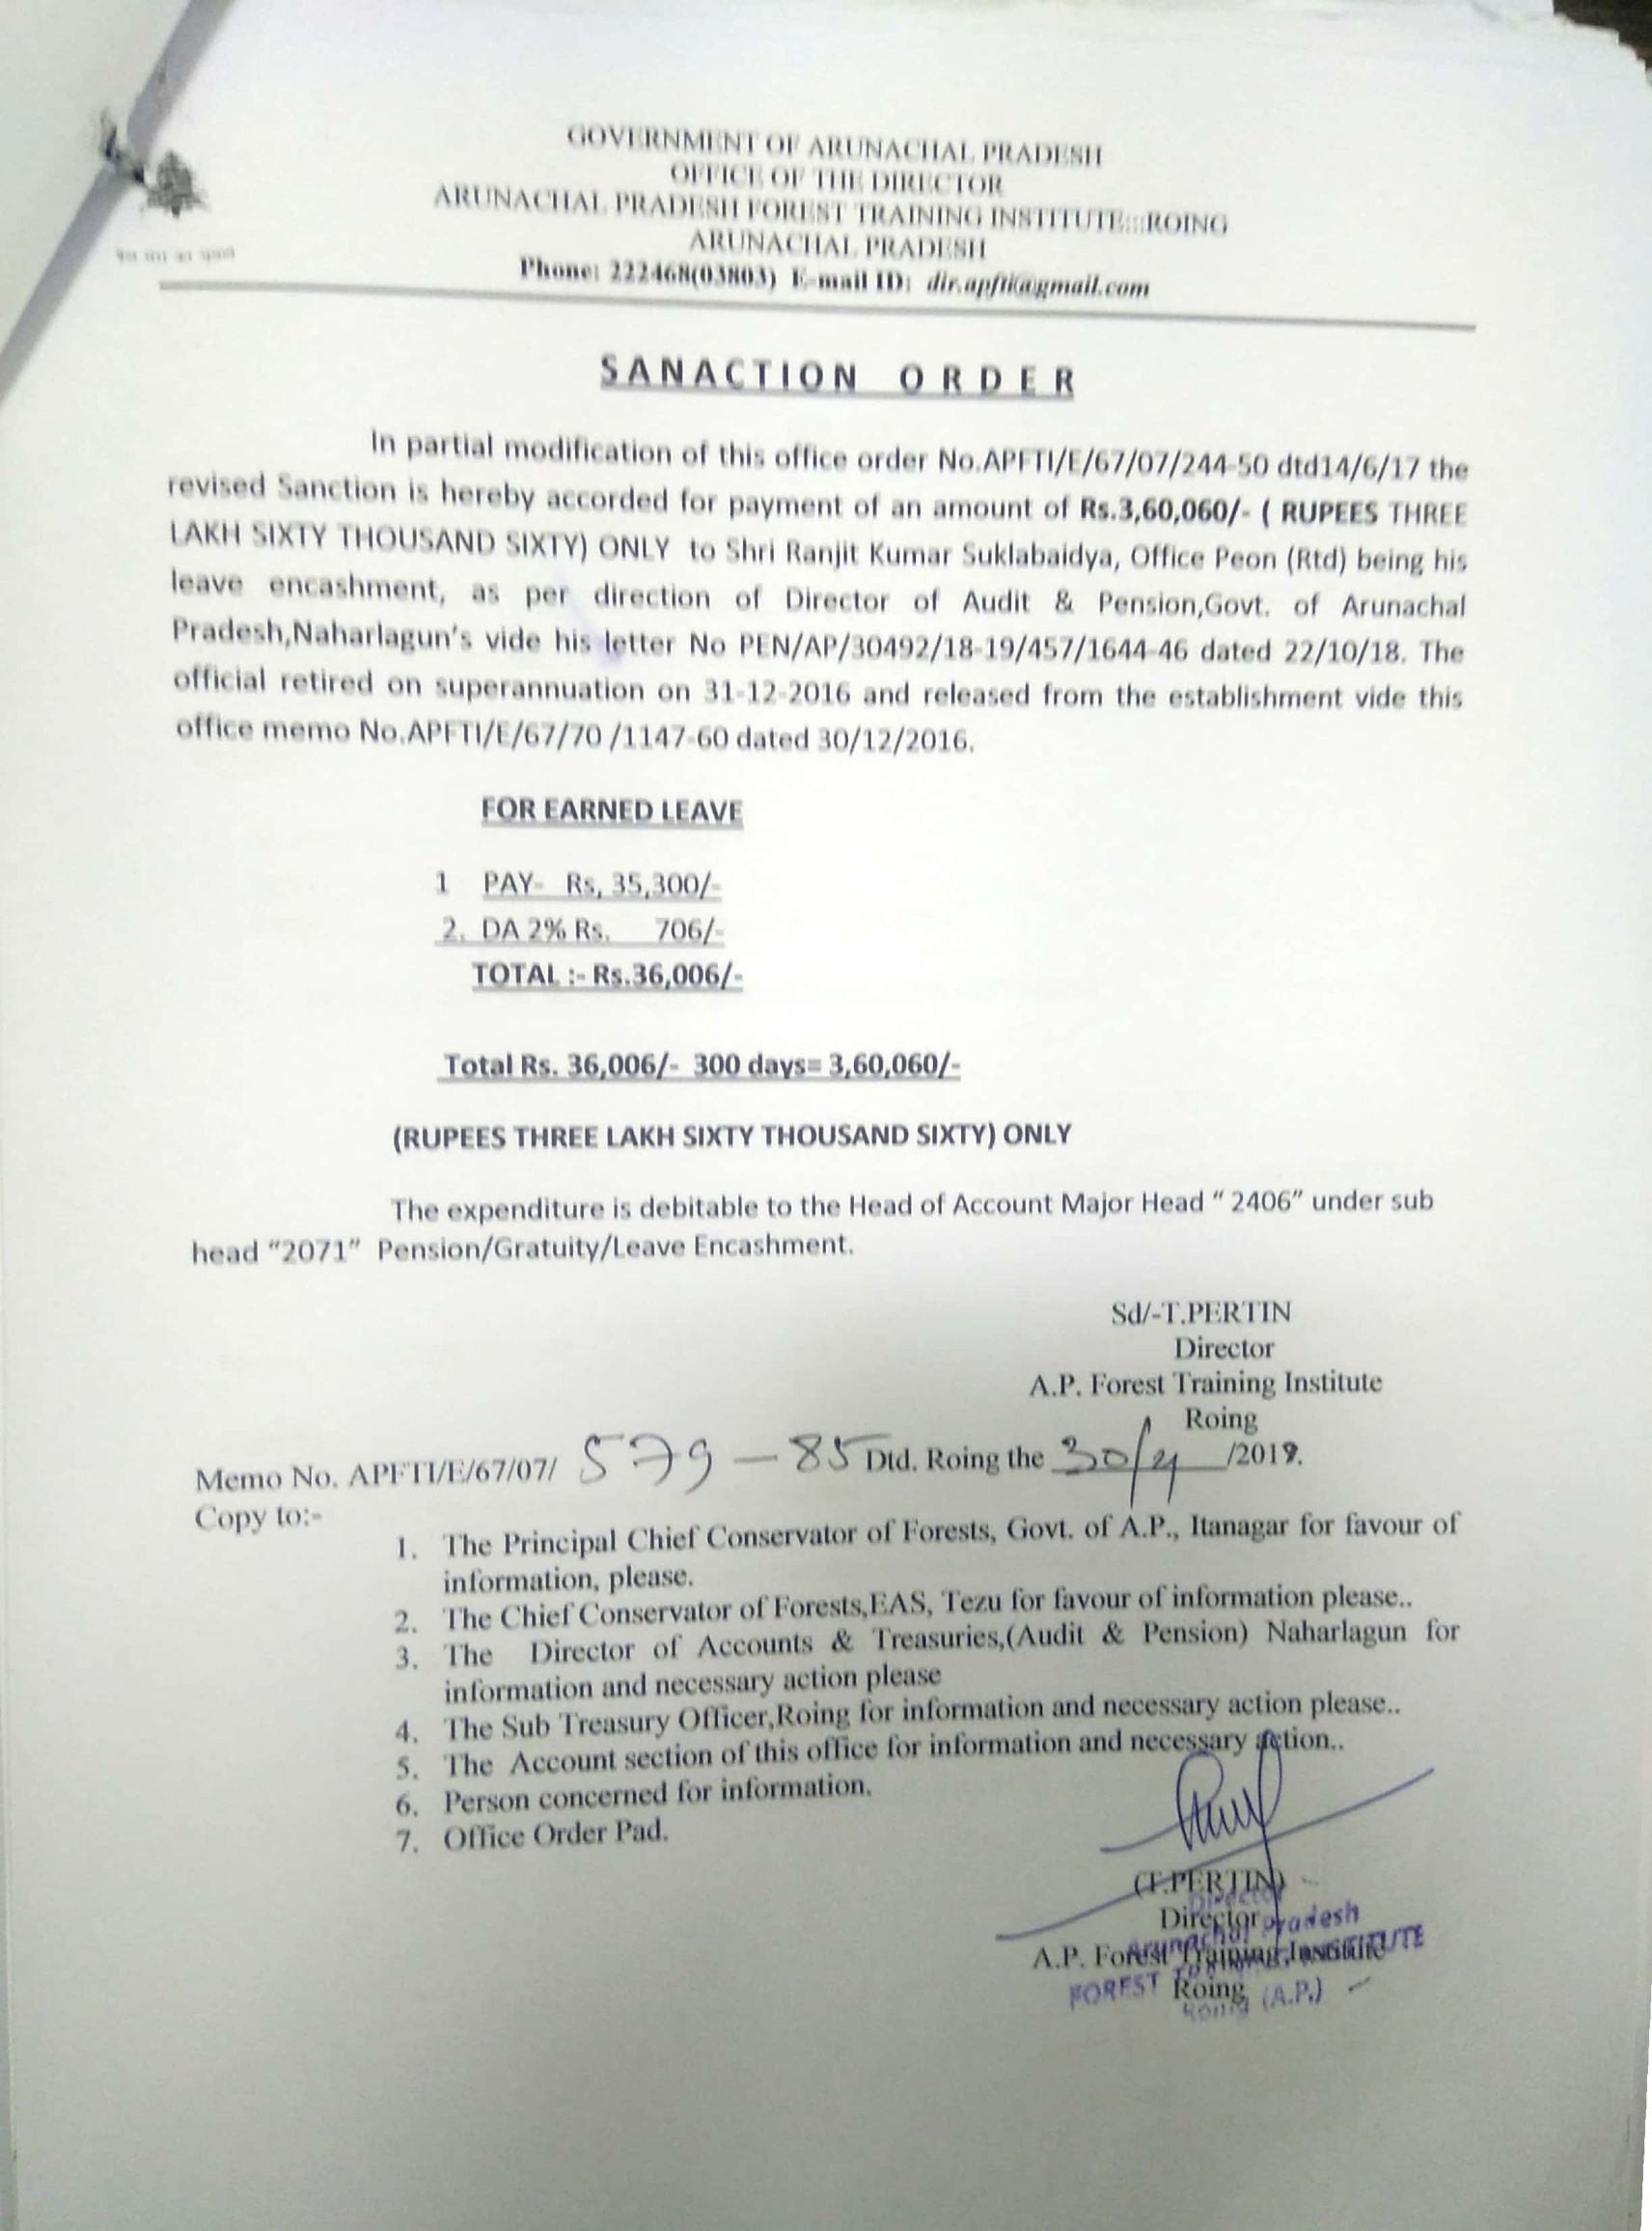 GOVERNMENT OF ARUNACHAL PRADESH
OFFICE OF THE DIRECTOR
ARUNACHAL PRADESH FOREST TRAINING INSTITUTE:::ROING
ARUNACHAL PRADESH
Phone: 222468(03803) E-mail ID: dir.apfti@gmail.com
SANACTION ORDER
In partial modification of this office order No.APFTI/E/67/07/244-50 dtd14/6/17 the
revised Sanction is hereby accorded for payment of an amount of Rs.3,60,060/- ( RUPEES THREE
LAKH SIXTY THOUSAND SIXTY) ONLY to Shri Ranjit Kumar Suklabaidya, Office Peon (Rtd) being his
leave encashment, as per direction of Director of Audit & Pension,Govt. of Arunachal
Pradesh,Naharlagun's vide his letter No PEN/AP/30492/18-19/457/1644-46 dated 22/10/18. The
official retired on superannuation on 31-12-2016 and released from the establishment vide this
office memo No.APFTI/E/67/70 /1147-60 dated 30/12/2016.
FOR EARNED LEAVE
1 PAY- Rs, 35,300/-
2. DA 2% Rs. 706/-
TOTAL :- Rs.36,006/-
Total Rs. 36,006/- 300 days= 3,60,060/-
(RUPEES THREE LAKH SIXTY THOUSAND SIXTY) ONLY
The expenditure is debitable to the Head of Account Major Head " 2406" under sub
head "2071" Pension/Gratuity/Leave Encashment.
Sd/-T.PERTIN
Director
A.P. Forest Training Institute
Roing
Memo No. APFTI/E/67/07/ 579-85 Dtd. Roing the 30/4 /2019.
Copy to:-
1. The Principal Chief Conservator of Forests, Govt. of A.P., Itanagar for favour of
information, please.
2. The Chief Conservator of Forests,EAS, Tezu for favour of information please..
3. The Director of Accounts & Treasuries,(Audit & Pension) Naharlagun for
information and necessary action please
4. The Sub Treasury Officer,Roing for information and necessary action please..
5. The Account section of this office for information and necessary action..
6. Person concerned for information.
7. Office Order Pad.
(T.PERTIN)
Director
A.P. Forest Training Institute
Roing
Director
Arunachal Pradesh
FOREST TRAINING INSTITUTE
Roing (A.P.)